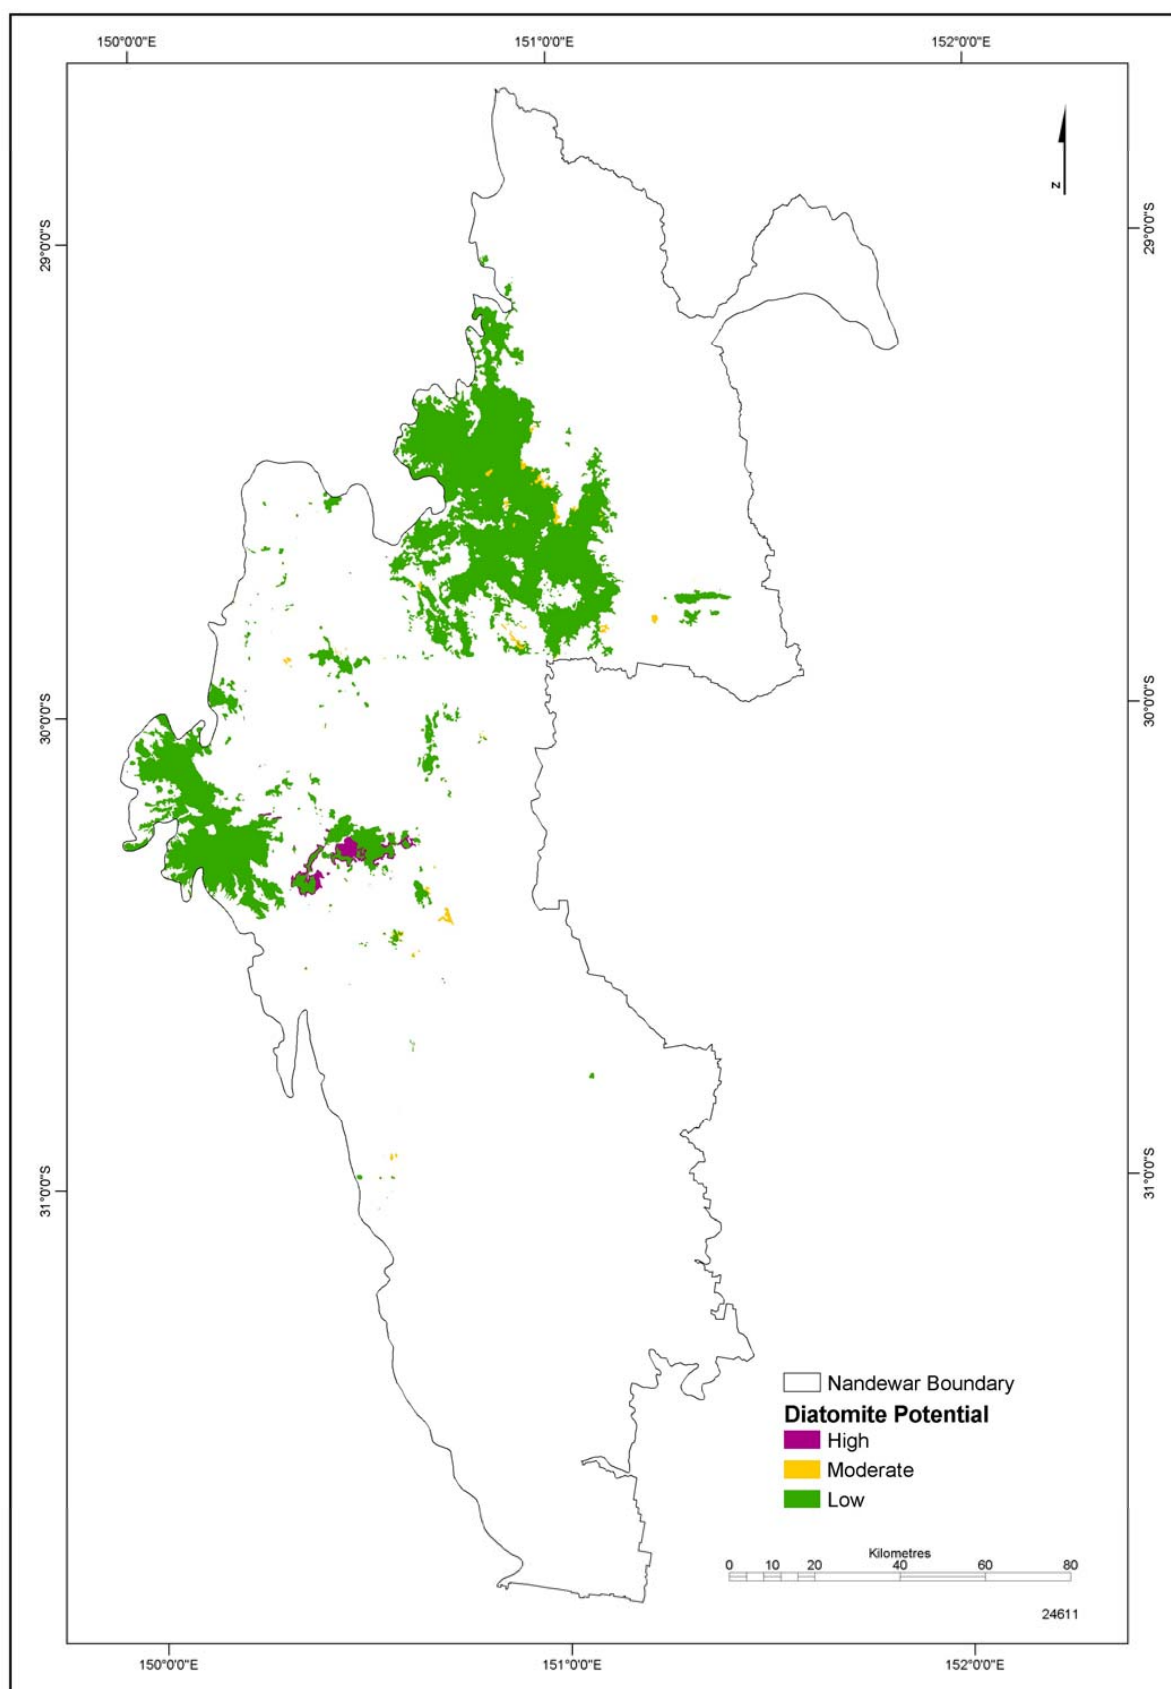 150°0'0"E 151°0'0"E 152°0'0"E
N
29°0'0"S 29°0'0"S
30°0'0"S 30°0'0"S
31°0'0"S 31°0'0"S
Nandewar Boundary
Diatomite Potential
High
Moderate
Low
Kilometres
0 10 20 40 60 80
24611
150°0'0"E 151°0'0"E 152°0'0"E